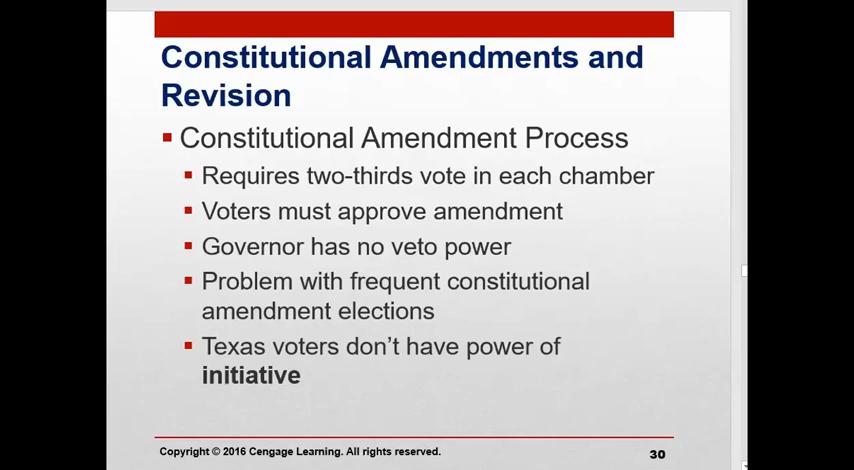 Constitutional Amendments and
Revision
Constitutional Amendment Process
Requires two-thirds vote in each chamber
Voters must approve amendment
Governor has no veto power
Problem with frequent constitutional
amendment elections
Texas voters don't have power of
initiative
Copyright © 2016 Cengage Learning. All rights reserved.
30